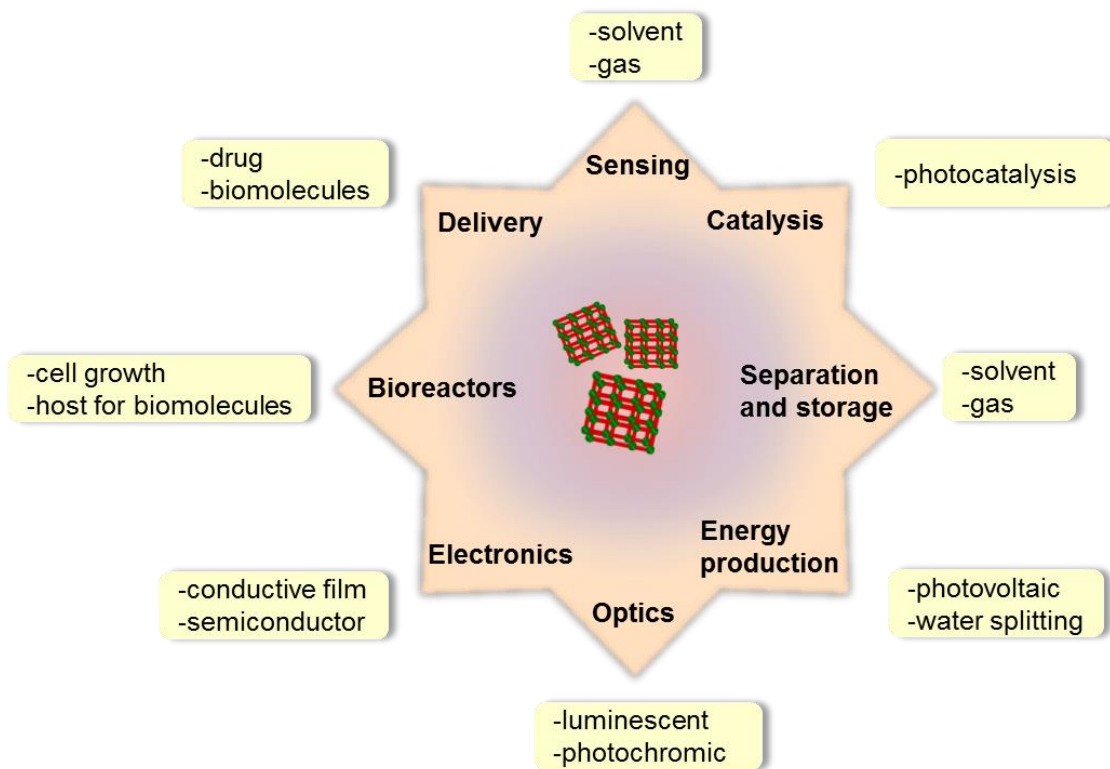 -solvent
-gas
Sensing
-drug
-biomolecules
Delivery
Catalysis
-photocatalysis
-cell growth
-host for biomolecules
Bioreactors
Separation
and storage
-solvent
-gas
Electronics
-conductive film
-semiconductor
Energy
production
-photovoltaic
-water splitting
Optics
-luminescent
-photochromic